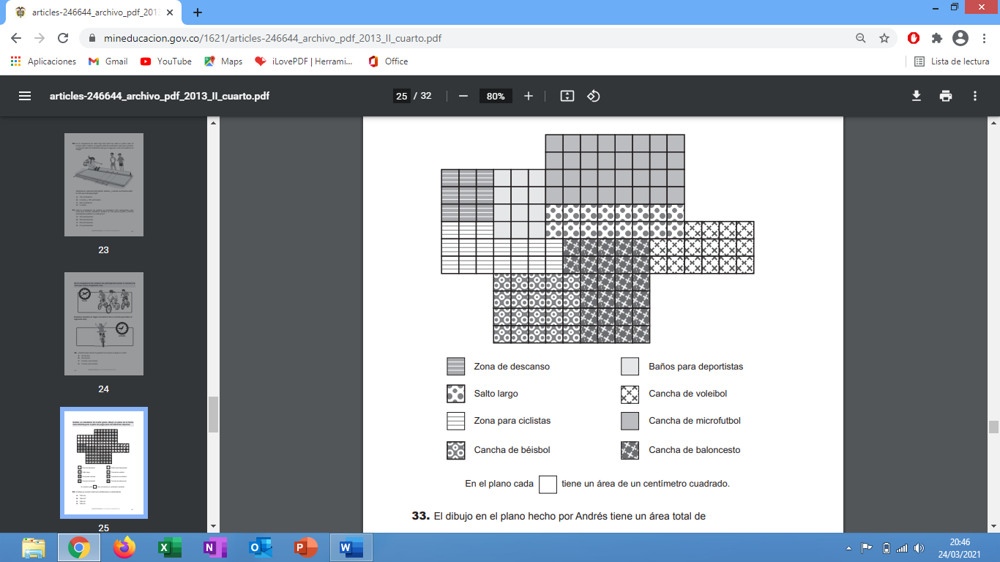 articles-246644_archivo_pdf_2013
mineducacion.gov.co/1621/articles-246644_archivo_pdf_2013_II_cuarto.pdf
Aplicaciones Gmail YouTube Maps iLovePDF | Herrami... Office Lista de lectura
articles-246644_archivo_pdf_2013_II_cuarto.pdf 25 / 32 80%
23
24
25
Zona de descanso Baños para deportistas
Salto largo Cancha de voleibol
Zona para ciclistas Cancha de microfutbol
Cancha de béisbol Cancha de baloncesto
En el plano cada tiene un área de un centímetro cuadrado.
33. El dibujo en el plano hecho por Andrés tiene un área total de
20:46
24/03/2021